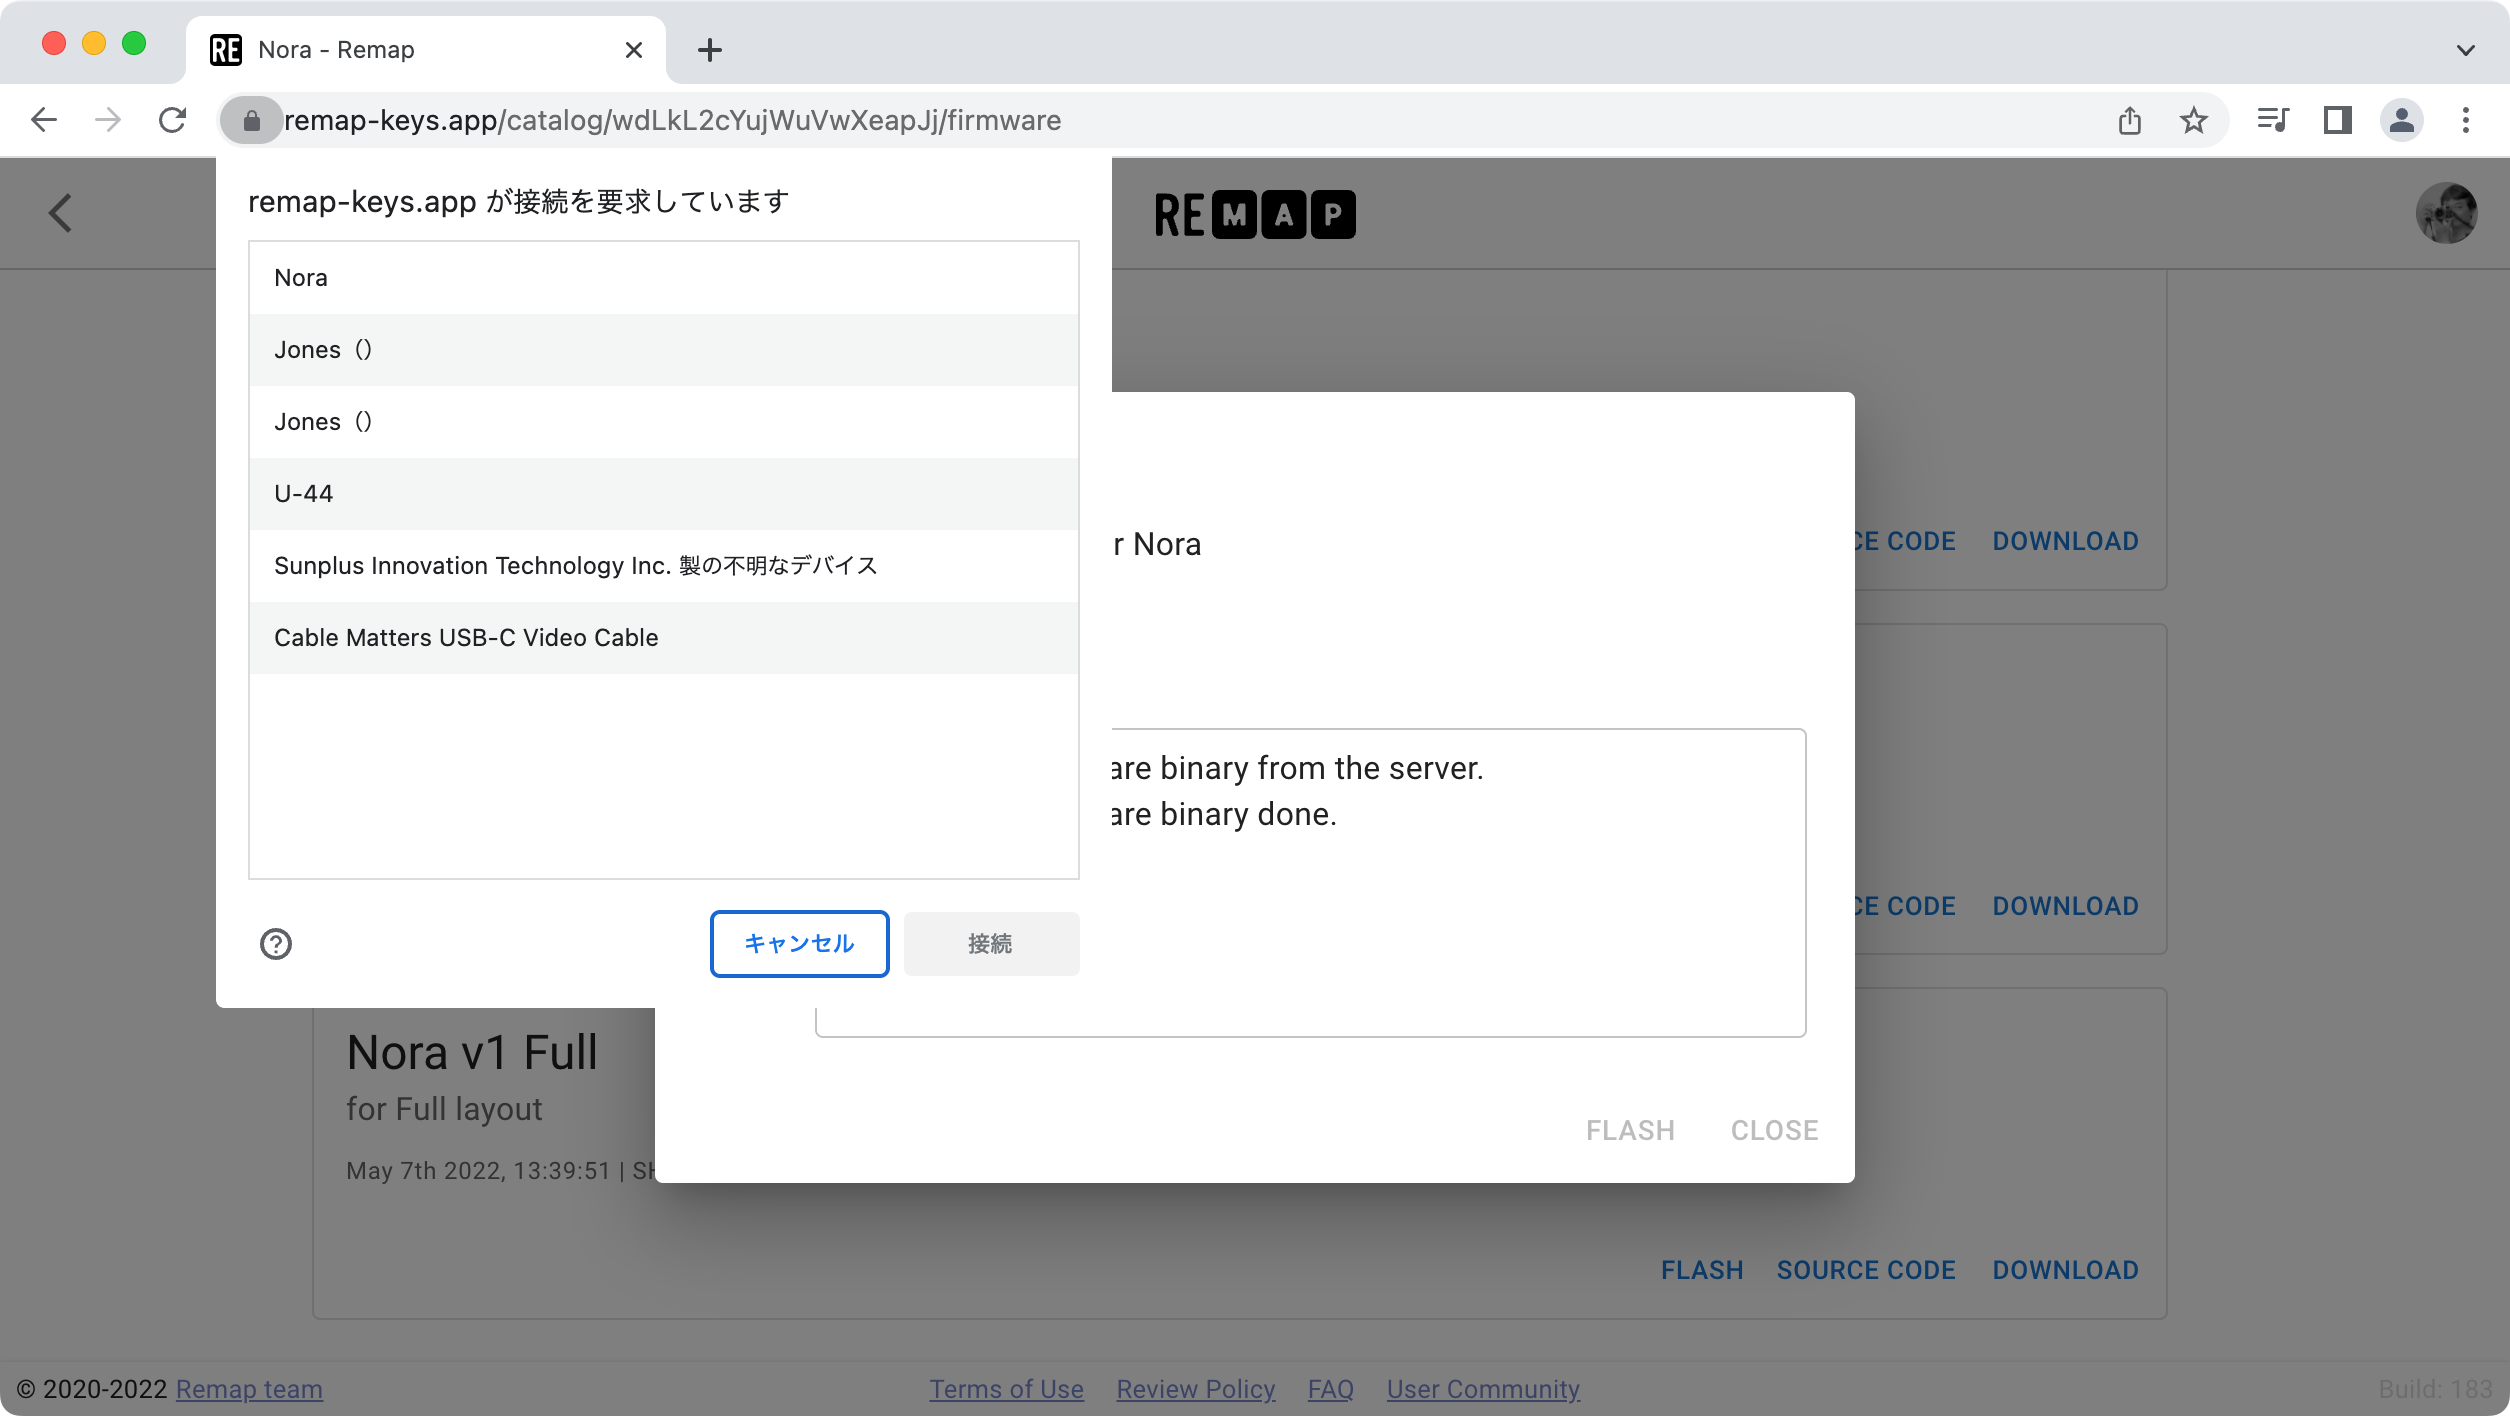 Nora - Remap
remap-keys.app/catalog/wdLkL2cYujWuVwXeapJj/firmware
REMAP
remap-keys.app が接続を要求しています
Nora
Jones（）
Jones（）
U-44
Sunplus Innovation Technology Inc. 製の不明なデバイス
Cable Matters USB-C Video Cable
キャンセル
接続
r Nora
are binary from the server.
are binary done.
FLASH CLOSE
CE CODE DOWNLOAD
CE CODE DOWNLOAD
Nora v1 Full
for Full layout
May 7th 2022, 13:39:51 | SH
FLASH SOURCE CODE DOWNLOAD
© 2020-2022 Remap team
Terms of Use Review Policy FAQ User Community
Build: 183